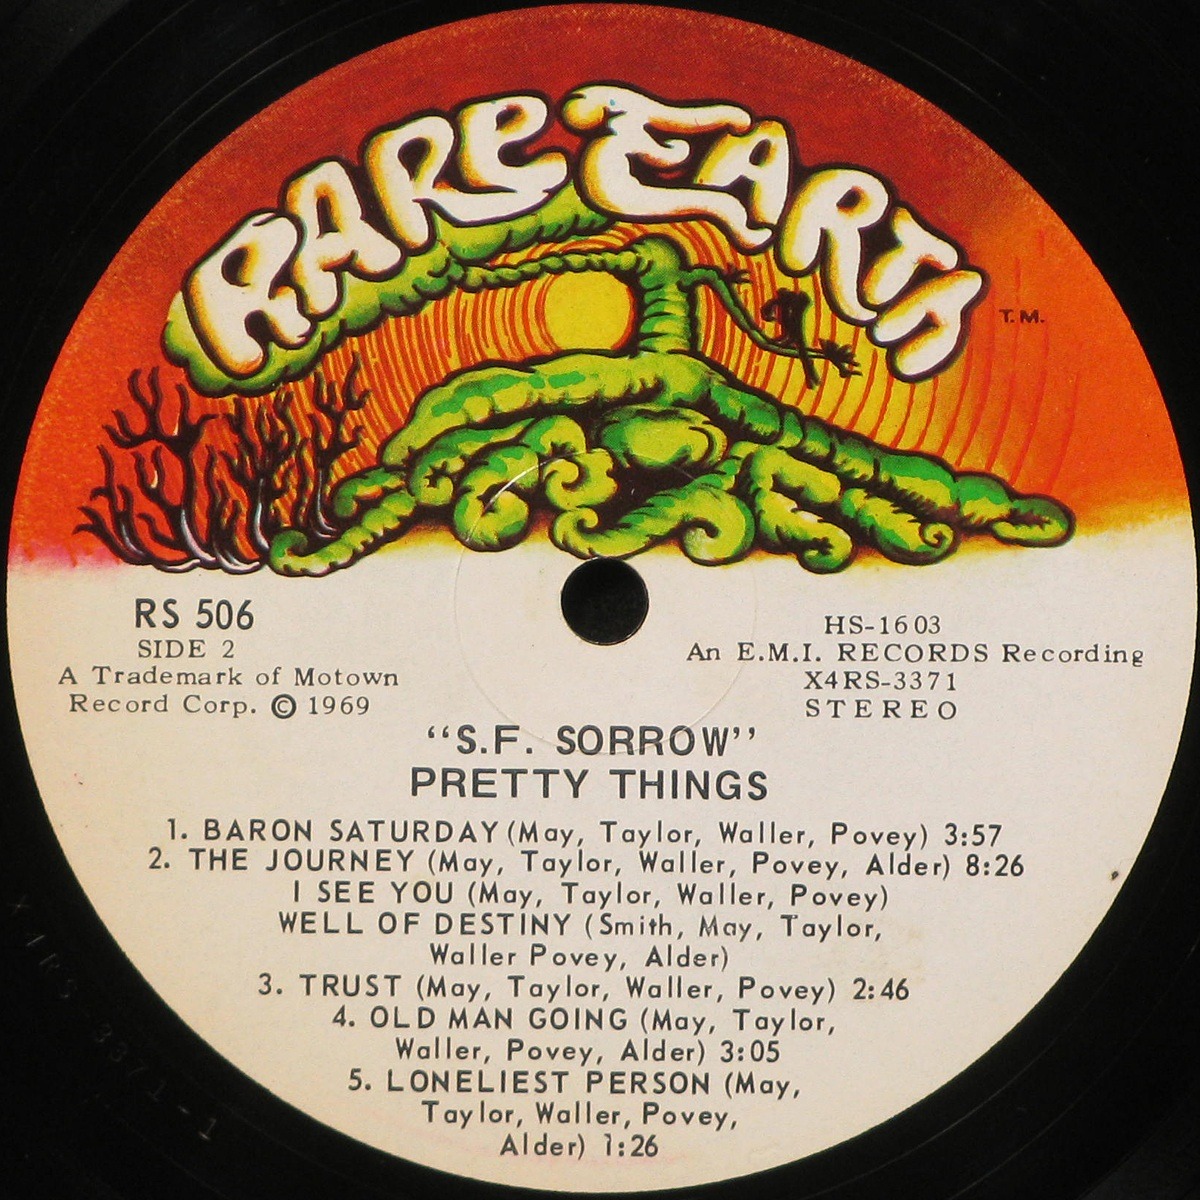 RARE EARTH
T.M.
RS 506
SIDE 2
A Trademark of Motown
Record Corp. © 1969
HS-1603
An E.M.I. RECORDS Recording
X4RS-3371
STEREO
“S.F. SORROW”
PRETTY THINGS
1. BARON SATURDAY (May, Taylor, Waller, Povey) 3:57
2. THE JOURNEY (May, Taylor, Waller, Povey, Alder) 8:26
I SEE YOU (May, Taylor, Waller, Povey)
WELL OF DESTINY (Smith, May, Taylor,
Waller Povey, Alder)
3. TRUST (May, Taylor, Waller, Povey) 2:46
4. OLD MAN GOING (May, Taylor,
Waller, Povey, Alder) 3:05
5. LONELIEST PERSON (May,
Taylor, Waller, Povey,
Alder) 1:26